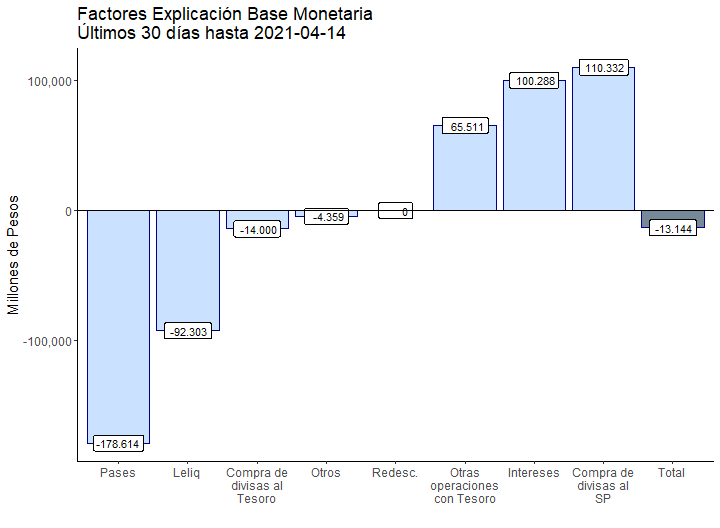 Factores Explicación Base Monetaria
Últimos 30 días hasta 2021-04-14
Millones de Pesos
100,000
0
-100,000
-178.614
-92.303
-14.000
-4.359
0
65.511
100.288
110.332
-13.144
Pases
Leliq
Compra de
divisas al
Tesoro
Otros
Redesc.
Otras
operaciones
con Tesoro
Intereses
Compra de
divisas al
SP
Total